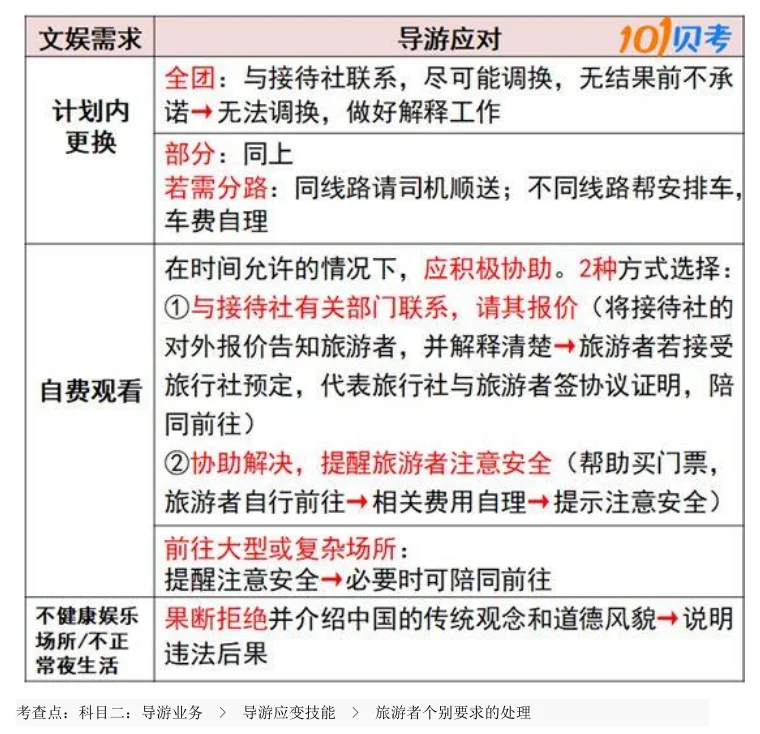 文娱需求
导游应对
101贝考
计划内
更换
全团：与接待社联系，尽可能调换，无结果前不承
诺→无法调换，做好解释工作
部分：同上
若需分路：同线路请司机顺送；不同线路帮安排车，
车费自理
自费观看
在时间允许的情况下，应积极协助。2种方式选择：
①与接待社有关部门联系，请其报价（将接待社的
对外报价告知旅游者，并解释清楚→旅游者若接受
旅行社预定，代表旅行社与旅游者签协议证明，陪
同前往）
②协助解决，提醒旅游者注意安全（帮助买门票，
旅游者自行前往→相关费用自理→提示注意安全）
前往大型或复杂场所：
提醒注意安全→必要时可陪同前往
不健康娱乐
场所/不正
常夜生活
果断拒绝并介绍中国的传统观念和道德风貌→说明
违法后果
考查点：科目二：导游业务 > 导游应变技能 > 旅游者个别要求的处理